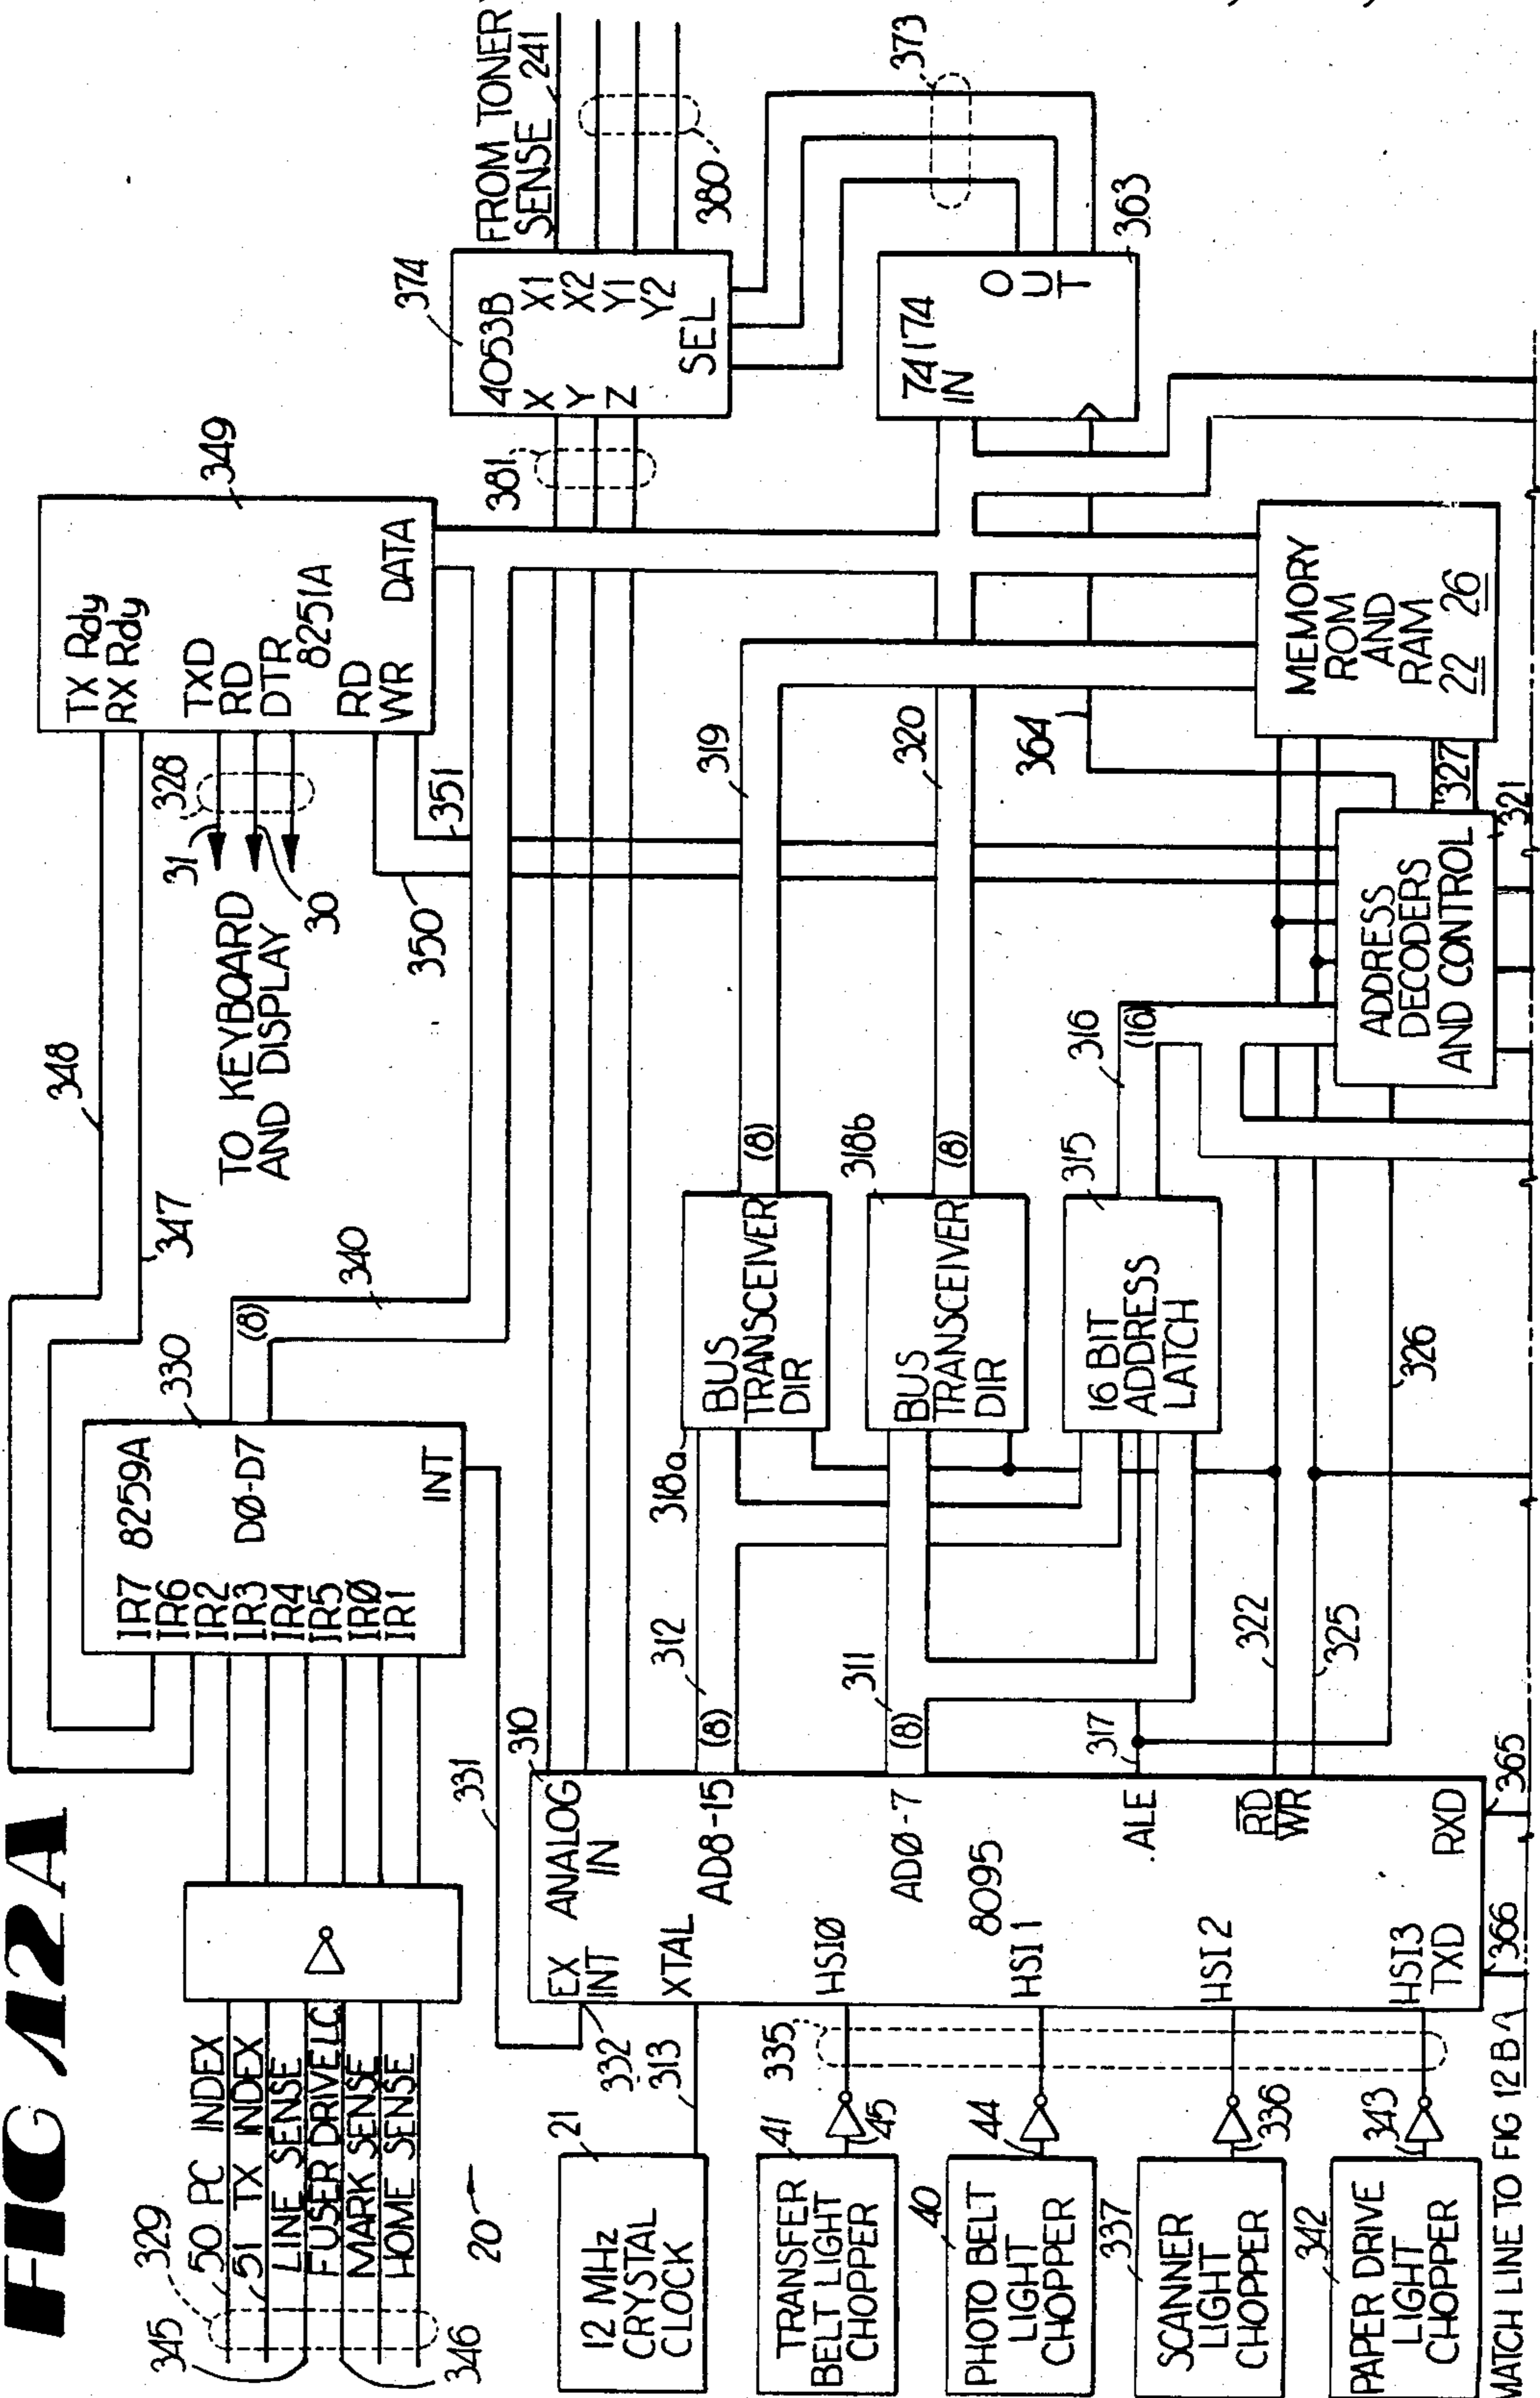 FIG 12A
329
345
50 PC INDEX
51 TX INDEX
LINE SENSE
FUSER DRIVE LC
MARK SENSE
HOME SENSE
346
20
IR7 8259A
IR6
IR2 DØ-D7
IR3
IR4
IR5
IRØ
IR1
INT
330
(8)
340
347
348
TX Rdy
RX Rdy
TXD
RD
DTR
8251A
RD
WR
DATA
349
328
31
30
TO KEYBOARD
AND DISPLAY
350
351
331
332
313
21
12 MHz
CRYSTAL
CLOCK
41
TRANSFER
BELT LIGHT
CHOPPER
45
335
40
PHOTO BELT
LIGHT
CHOPPER
44
337
SCANNER
LIGHT
CHOPPER
336
342
PAPER DRIVE
LIGHT
CHOPPER
343
310
EX ANALOG
INT IN
XTAL
AD8-15
HSIØ
ADØ-7
8095
HSI 1
ALE
HSI 2
RD
WR
HSI3
TXD
RXD
366
365
312
(8)
311
(8)
317
322
325
326
318a
BUS
TRANSCEIVER
DIR
(8)
319
318b
BUS
TRANSCEIVER
DIR
(8)
320
315
16 BIT
ADDRESS
LATCH
316
(16)
381
374
4053B
X X1
Y X2
Z Y1
Y2
SEL
FROM TONER
SENSE 241
380
373
74174
IN OUT
363
364
MEMORY
ROM
AND
RAM
22 26
327
321
ADDRESS
DECODERS
AND CONTROL
MATCH LINE TO FIG 12B